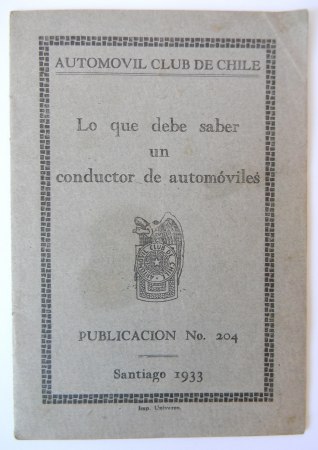 AUTOMOVIL CLUB DE CHILE
Lo que debe saber
un
conductor de automóviles
PUBLICACION No. 204
Santiago 1933
Imp. Universo.